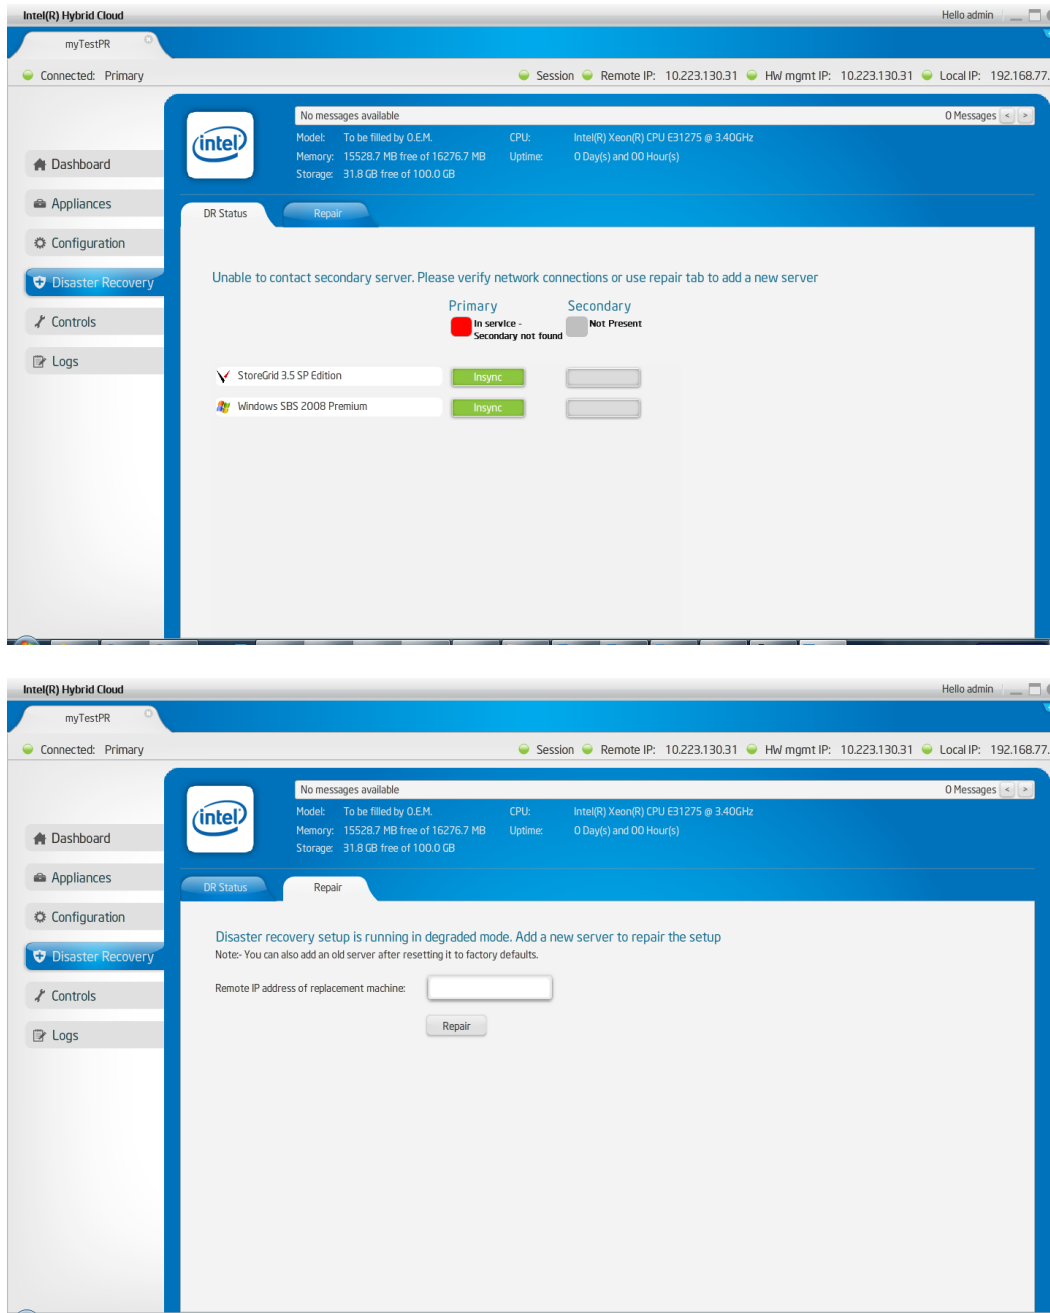 Intel(R) Hybrid Cloud Hello admin
myTestPR
Connected: Primary Session Remote IP: 10.223.130.31 HW mgmt IP: 10.223.130.31 Local IP: 192.168.77.
No messages available 0 Messages < >
intel
Model: To be filled by O.E.M. CPU: Intel(R) Xeon(R) CPU E31275 @ 3.40GHz
Memory: 15528.7 MB free of 16276.7 MB Uptime: 0 Day(s) and 00 Hour(s)
Storage: 31.8 GB free of 100.0 GB
Dashboard
Appliances
Configuration
Disaster Recovery
Controls
Logs
DR Status Repair
Unable to contact secondary server. Please verify network connections or use repair tab to add a new server
Primary Secondary
In service - Not Present
Secondary not found
StoreGrid 3.5 SP Edition Insync
Windows SBS 2008 Premium Insync
Intel(R) Hybrid Cloud Hello admin
myTestPR
Connected: Primary Session Remote IP: 10.223.130.31 HW mgmt IP: 10.223.130.31 Local IP: 192.168.77.
No messages available 0 Messages < >
intel
Model: To be filled by O.E.M. CPU: Intel(R) Xeon(R) CPU E31275 @ 3.40GHz
Memory: 15528.7 MB free of 16276.7 MB Uptime: 0 Day(s) and 00 Hour(s)
Storage: 31.8 GB free of 100.0 GB
Dashboard
Appliances
Configuration
Disaster Recovery
Controls
Logs
DR Status Repair
Disaster recovery setup is running in degraded mode. Add a new server to repair the setup
Note:- You can also add an old server after resetting it to factory defaults.
Remote IP address of replacement machine:
Repair